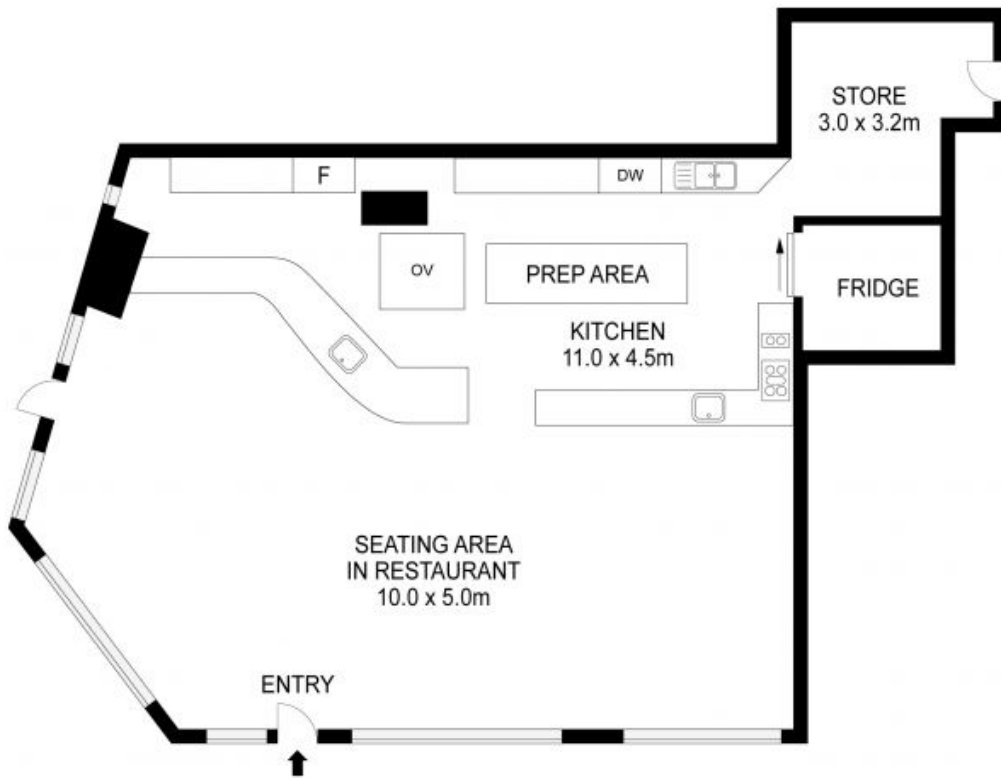 STORE
3.0 x 3.2m
F
DW
OV
PREP AREA
FRIDGE
KITCHEN
11.0 x 4.5m
SEATING AREA
IN RESTAURANT
10.0 x 5.0m
ENTRY